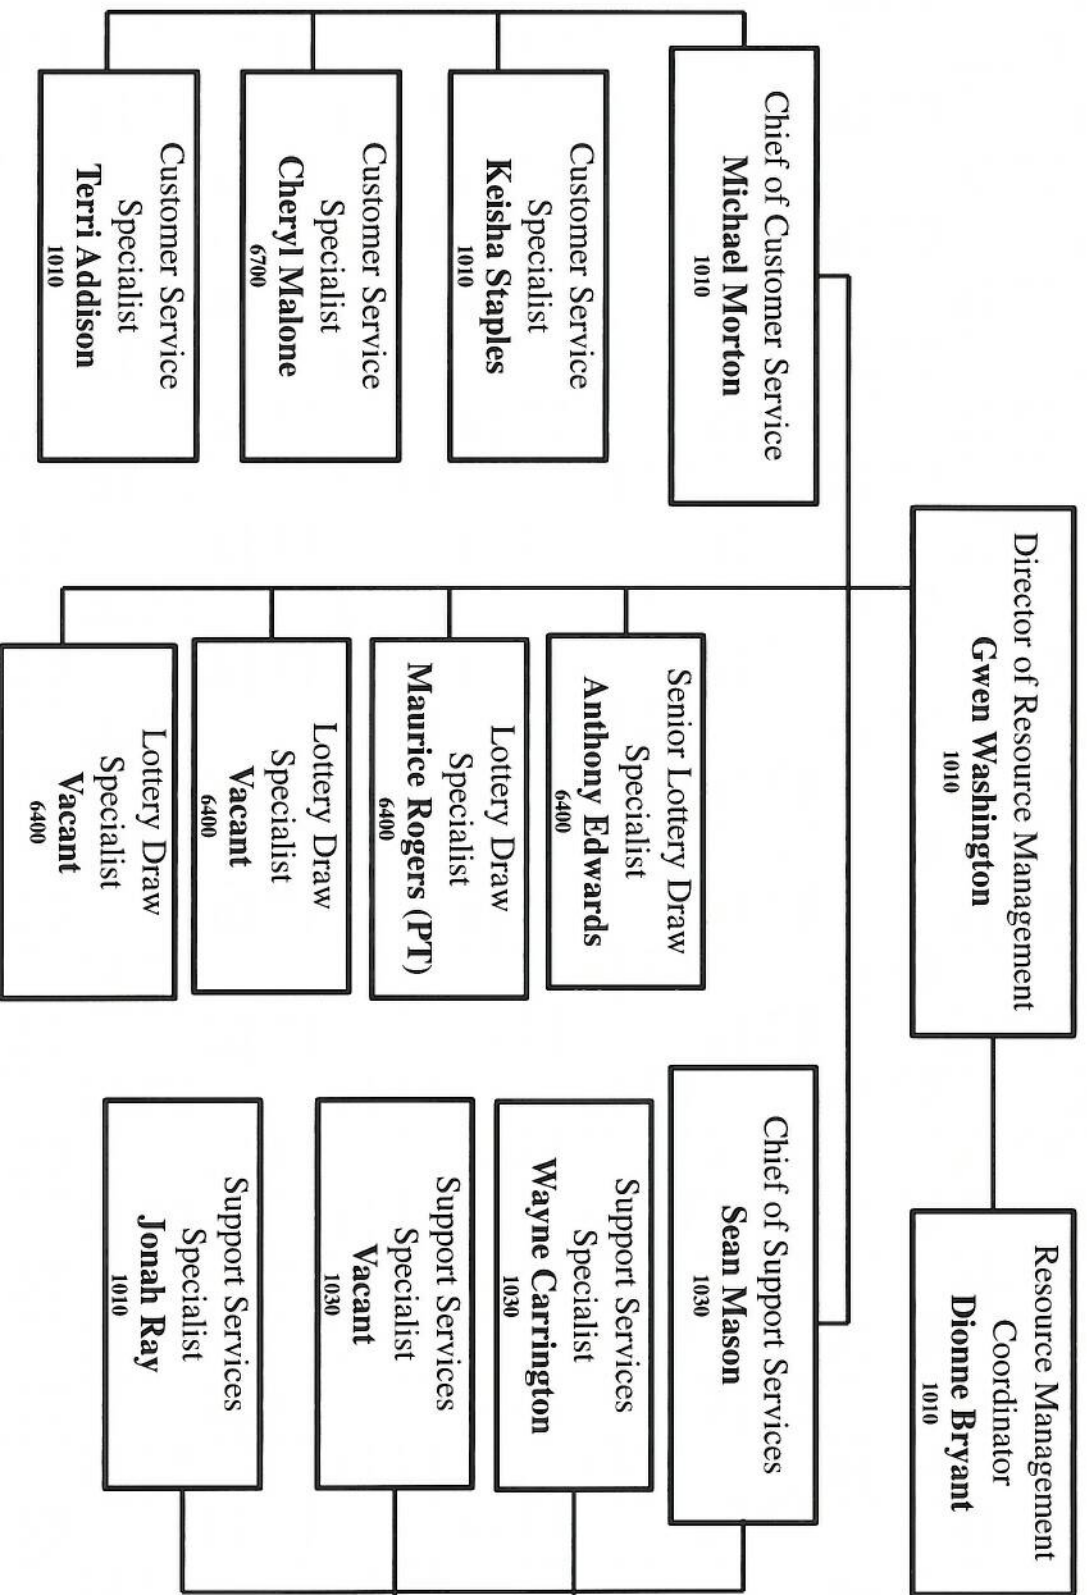 Director of Resource Management
Gwen Washington
1010
Resource Management
Coordinator
Dionne Bryant
1010
Chief of Customer Service
Michael Morton
1010
Customer Service
Specialist
Keisha Staples
1010
Customer Service
Specialist
Cheryl Malone
6700
Customer Service
Specialist
Terri Addison
1010
Senior Lottery Draw
Specialist
Anthony Edwards
6400
Lottery Draw
Specialist
Maurice Rogers (PT)
6400
Lottery Draw
Specialist
Vacant
6400
Lottery Draw
Specialist
Vacant
6400
Chief of Support Services
Sean Mason
1030
Support Services
Specialist
Wayne Carrington
1030
Support Services
Specialist
Vacant
1030
Support Services
Specialist
Jonah Ray
1010